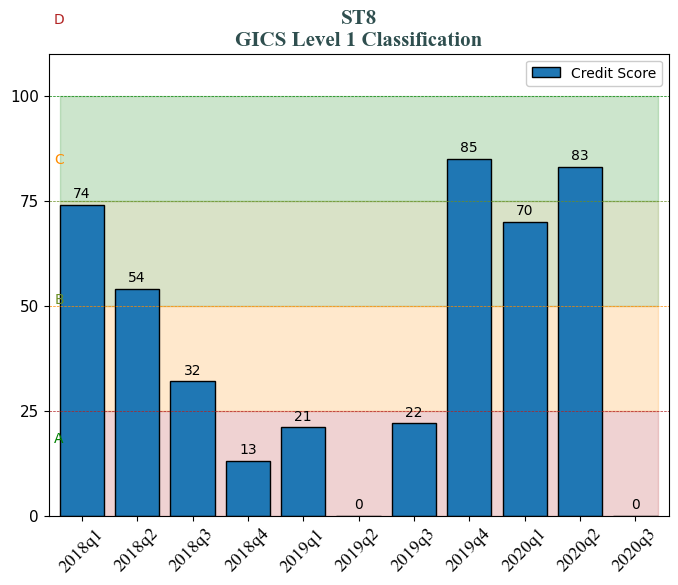 D
ST8
GICS Level 1 Classification
Credit Score
100
C
85
83
74
75
70
54
50
B
32
25
22
21
A
13
0
0
0
2018q1
2018q2
2018q3
2018q4
2019q1
2019q2
2019q3
2019q4
2020q1
2020q2
2020q3